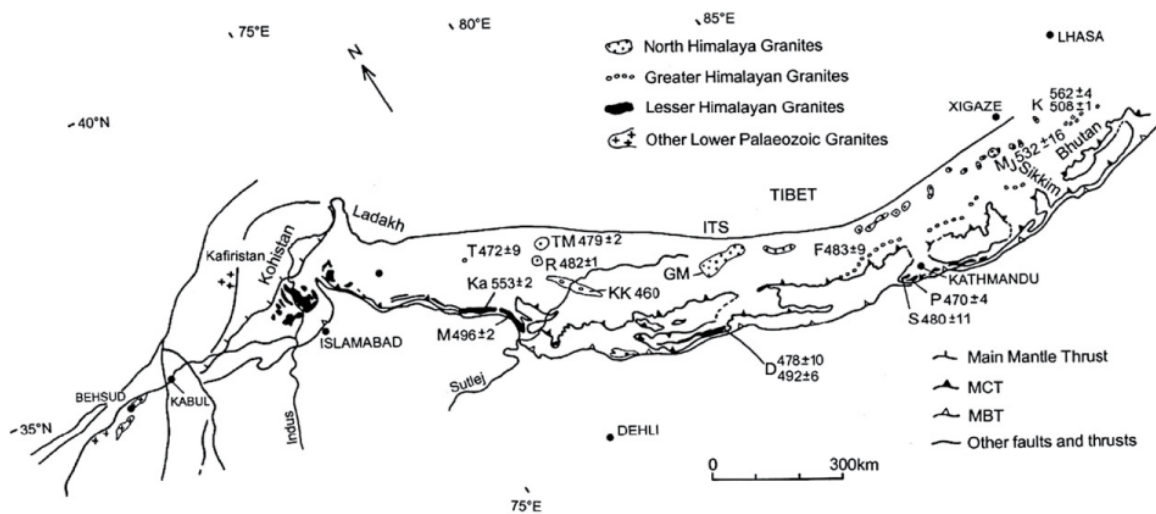 75°E
80°E
85°E
North Himalaya Granites
Greater Himalayan Granites
Lesser Himalayan Granites
Other Lower Palaeozoic Granites
N
LHASA
XIGAZE
K 562±4
508±1
40°N
MJ 532±16
Bhutan
Sikkim
TIBET
Ladakh
ITS
Kohistan
Kafiristan
T 472±9
TM 479±2
R 482±1
F483±9
GM
Ka 553±2
KK 460
KATHMANDU
P 470±4
S 480±11
M496±2
ISLAMABAD
D 478±10
492±6
Sutlej
Indus
BEHSUD
KABUL
35°N
DEHLI
Main Mantle Thrust
MCT
MBT
Other faults and thrusts
0 300km
75°E